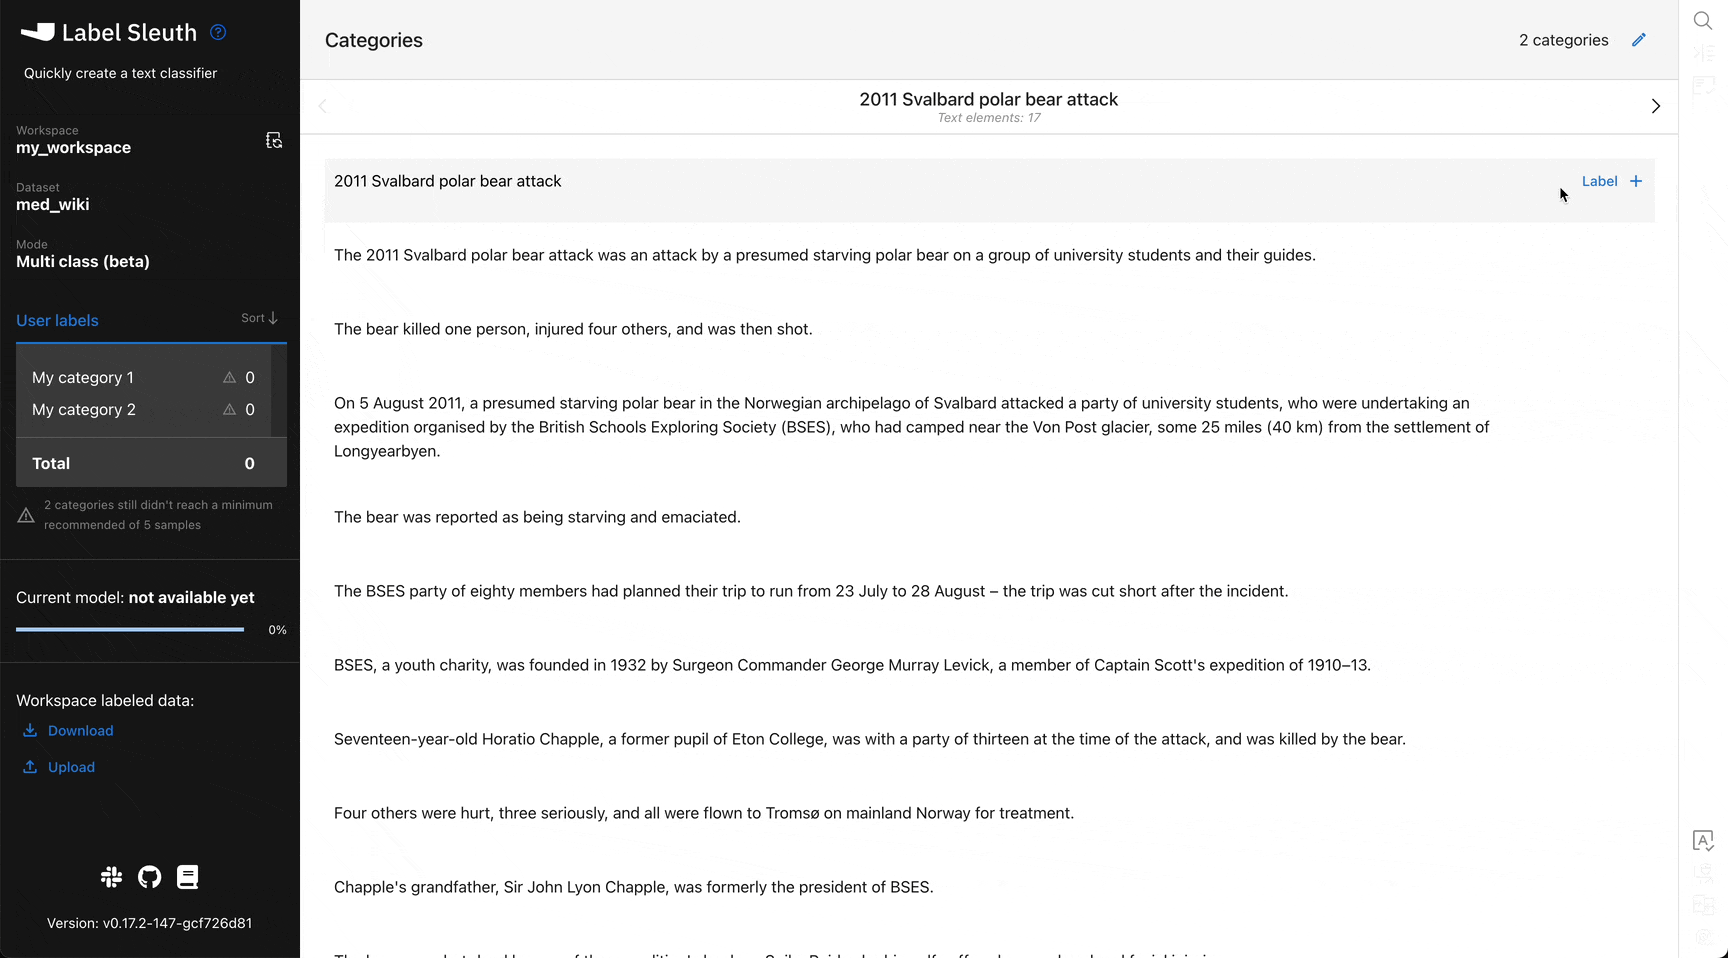 Label Sleuth
Quickly create a text classifier
Workspace
my_workspace
Dataset
med_wiki
Mode
Multi class (beta)
User labels
Sort
My category 1 0
My category 2 0
Total 0
2 categories still didn't reach a minimum
recommended of 5 samples
Current model: not available yet
0%
Workspace labeled data:
Download
Upload
Version: v0.17.2-147-gcf726d81
Categories
2 categories
2011 Svalbard polar bear attack
Text elements: 17
2011 Svalbard polar bear attack
Label +
The 2011 Svalbard polar bear attack was an attack by a presumed starving polar bear on a group of university students and their guides.
The bear killed one person, injured four others, and was then shot.
On 5 August 2011, a presumed starving polar bear in the Norwegian archipelago of Svalbard attacked a party of university students, who were undertaking an
expedition organised by the British Schools Exploring Society (BSES), who had camped near the Von Post glacier, some 25 miles (40 km) from the settlement of
Longyearbyen.
The bear was reported as being starving and emaciated.
The BSES party of eighty members had planned their trip to run from 23 July to 28 August – the trip was cut short after the incident.
BSES, a youth charity, was founded in 1932 by Surgeon Commander George Murray Levick, a member of Captain Scott's expedition of 1910–13.
Seventeen-year-old Horatio Chapple, a former pupil of Eton College, was with a party of thirteen at the time of the attack, and was killed by the bear.
Four others were hurt, three seriously, and all were flown to Tromsø on mainland Norway for treatment.
Chapple's grandfather, Sir John Lyon Chapple, was formerly the president of BSES.